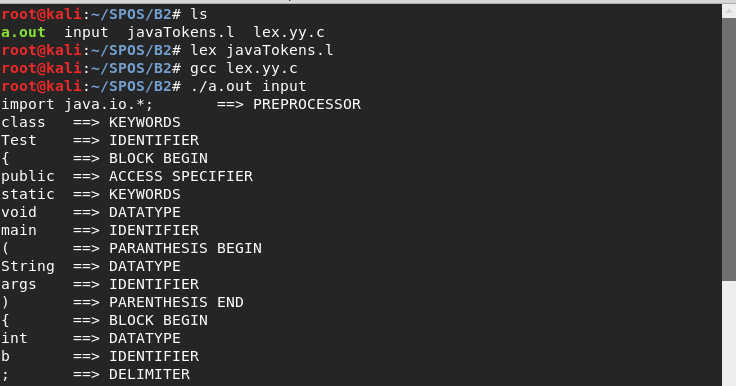 root@kali:~/SPOS/B2# ls
a.out  input  javaTokens.l  lex.yy.c
root@kali:~/SPOS/B2# lex javaTokens.l
root@kali:~/SPOS/B2# gcc lex.yy.c
root@kali:~/SPOS/B2# ./a.out input
import java.io.*;       ==> PREPROCESSOR
class   ==> KEYWORDS
Test    ==> IDENTIFIER
{       ==> BLOCK BEGIN
public  ==> ACCESS SPECIFIER
static  ==> KEYWORDS
void    ==> DATATYPE
main    ==> IDENTIFIER
(       ==> PARANTHESIS BEGIN
String  ==> DATATYPE
args    ==> IDENTIFIER
)       ==> PARENTHESIS END
{       ==> BLOCK BEGIN
int     ==> DATATYPE
b       ==> IDENTIFIER
;       ==> DELIMITER